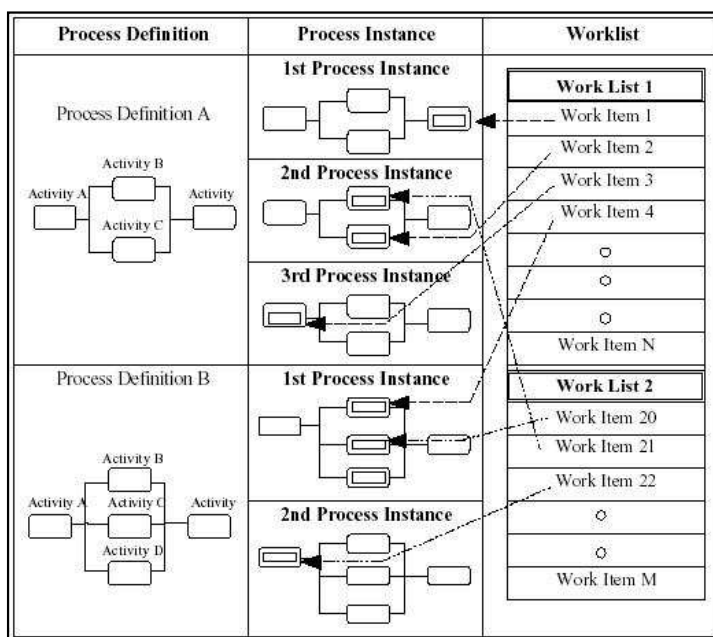 Process Definition
Process Instance
Worklist
Process Definition A
Activity B
Activity A
Activity
Activity C
1st Process Instance
2nd Process Instance
3rd Process Instance
Work List 1
Work Item 1
Work Item 2
Work Item 3
Work Item 4
Work Item N
Process Definition B
Activity B
Activity A
Activity C
Activity
Activity D
1st Process Instance
2nd Process Instance
Work List 2
Work Item 20
Work Item 21
Work Item 22
Work Item M